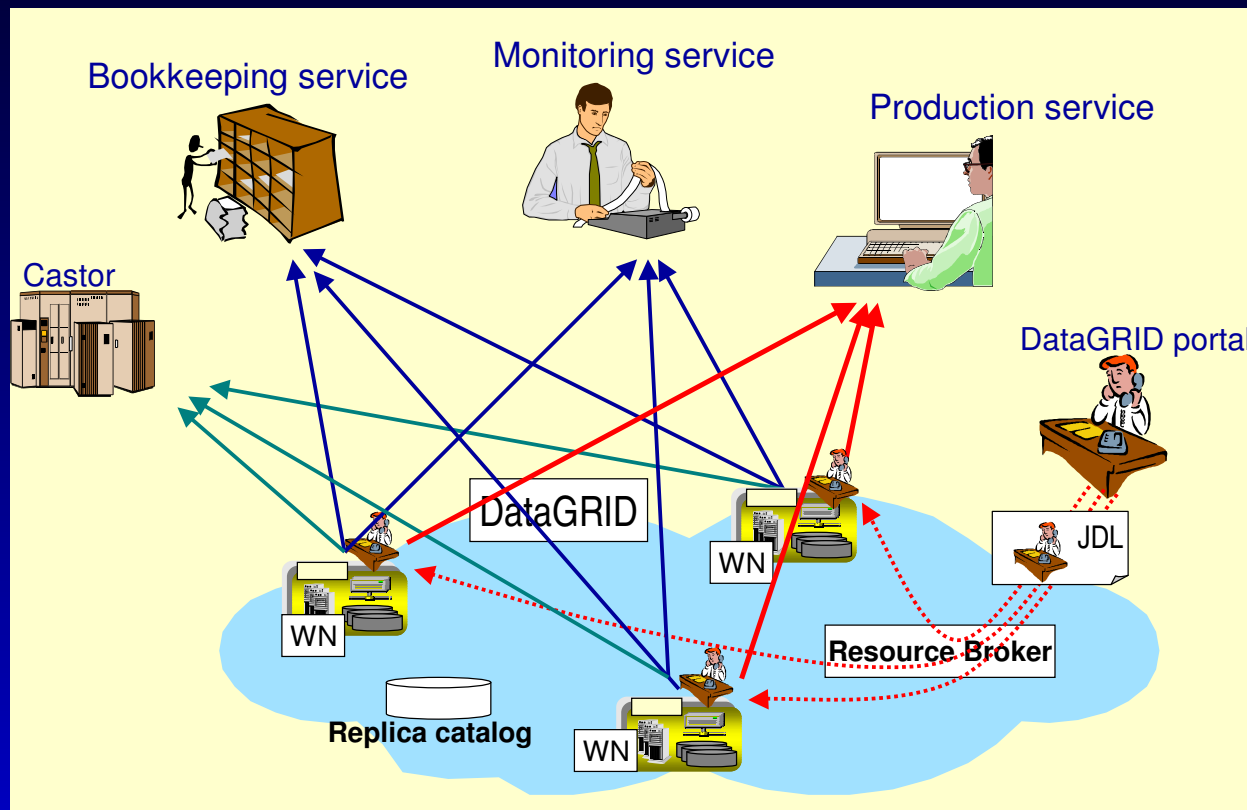 Monitoring service
Bookkeeping service
Production service
Castor
DataGRID portal
DataGRID
JDL
WN
WN
Resource Broker
Replica catalog
WN